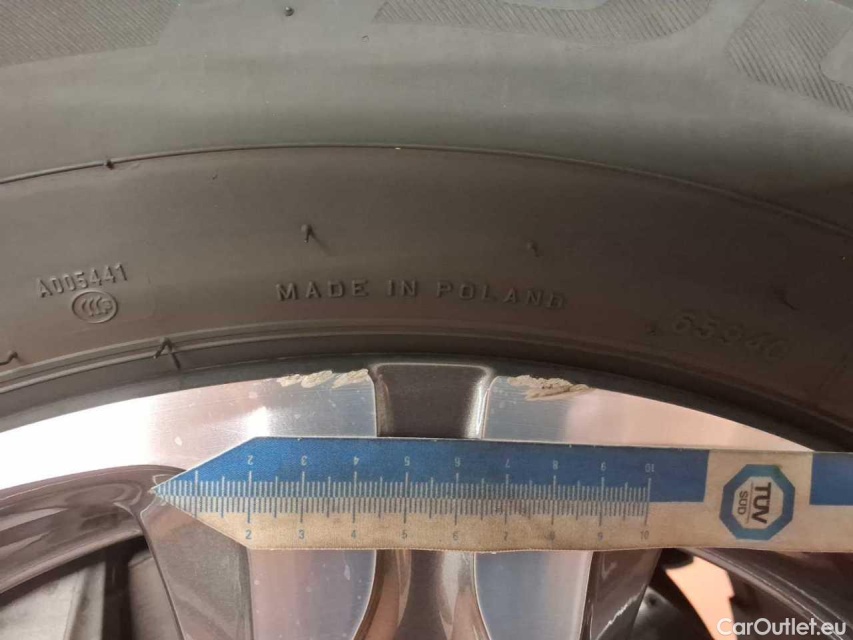 A005441
CCC
MADE IN POLAND
2 3 4 5 6 7 8 9 10
TÜV
SÜD
2 3 4 5 6 7 8 9 10
CarOutlet.eu